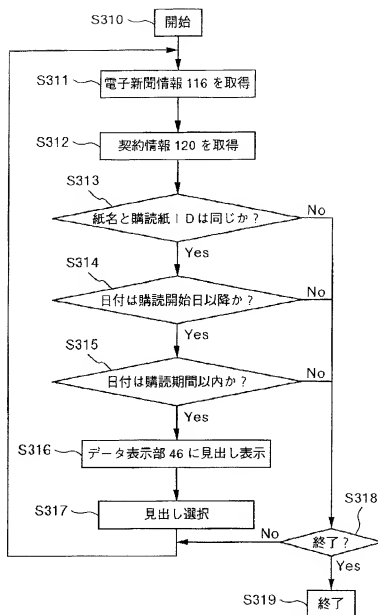 S310
開始
S311
電子新聞情報 116 を取得
S312
契約情報 120 を取得
S313
紙名と購読紙IDは同じか?
No
Yes
S314
日付は購読開始日以降か?
No
Yes
S315
日付は購読期間以内か?
No
Yes
S316
データ表示部 46 に見出し表示
S317
見出し選択
S318
終了?
No
Yes
S319
終了